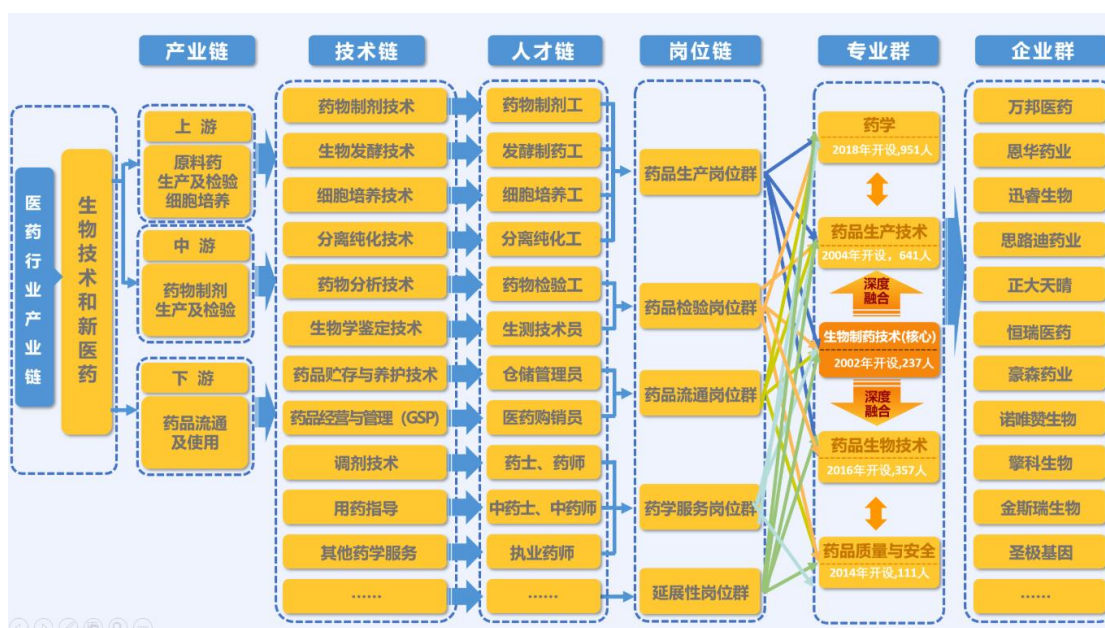 产业链
技术链
人才链
岗位链
专业群
企业群
医药行业产业链
生物技术和新医药
上 游
原料药
生产及检验
细胞培养
中 游
药物制剂
生产及检验
下 游
药品流通
及使用
药物制剂技术
生物发酵技术
细胞培养技术
分离纯化技术
药物分析技术
生物学鉴定技术
药品贮存与养护技术
药品经营与管理（GSP）
调剂技术
用药指导
其他药学服务
......
药物制剂工
发酵制药工
细胞培养工
分离纯化工
药物检验工
生测技术员
仓储管理员
医药购销员
药士、药师
中药士、中药师
执业药师
......
药品生产岗位群
药品检验岗位群
药品流通岗位群
药学服务岗位群
延展性岗位群
药学
2018年开设,951人
药品生产技术
2004年开设，641人
深度
融合
生物制药技术(核心)
2002年开设,237人
深度
融合
药品生物技术
2016年开设,357人
药品质量与安全
2014年开设,111人
万邦医药
恩华药业
迅睿生物
思路迪药业
正大天晴
恒瑞医药
豪森药业
诺唯赞生物
擎科生物
金斯瑞生物
圣极基因
......